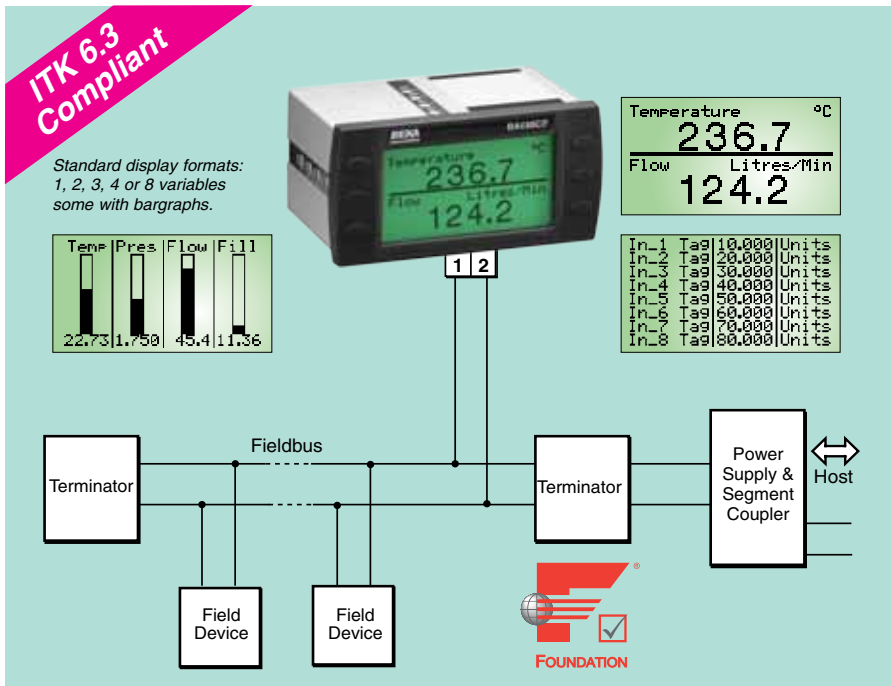 ITK 6.3
Compliant
Standard display formats:
1, 2, 3, 4 or 8 variables
some with bargraphs.
BEKA
Temperature °C
236.7
Flow Litres/Min
124.2
1 2
Temperature °C
236.7
Flow Litres/Min
124.2
Temp|Pres|Flow|Fill
22.73|1.750|45.4|11.36
In_1 Tag|10.000|Units
In_2 Tag|20.000|Units
In_3 Tag|30.000|Units
In_4 Tag|40.000|Units
In_5 Tag|50.000|Units
In_6 Tag|60.000|Units
In_7 Tag|70.000|Units
In_8 Tag|80.000|Units
Fieldbus
Terminator
Terminator
Power
Supply &
Segment
Coupler
Host
Field
Device
Field
Device
®
FOUNDATION